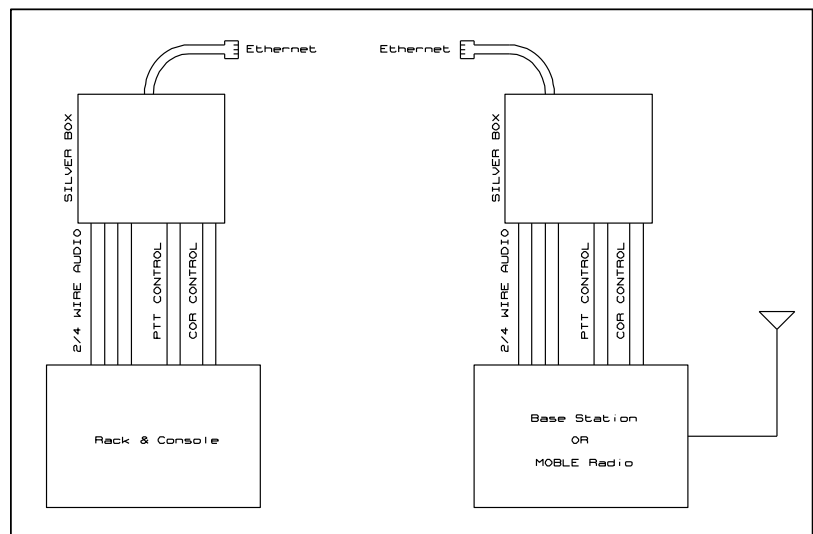 Ethernet
Ethernet
SILVER BOX
SILVER BOX
2/4 WIRE AUDIO
PTT CONTROL
COR CONTROL
2/4 WIRE AUDIO
PTT CONTROL
COR CONTROL
Rack & Console
Base Station
OR
MOBLE Radio